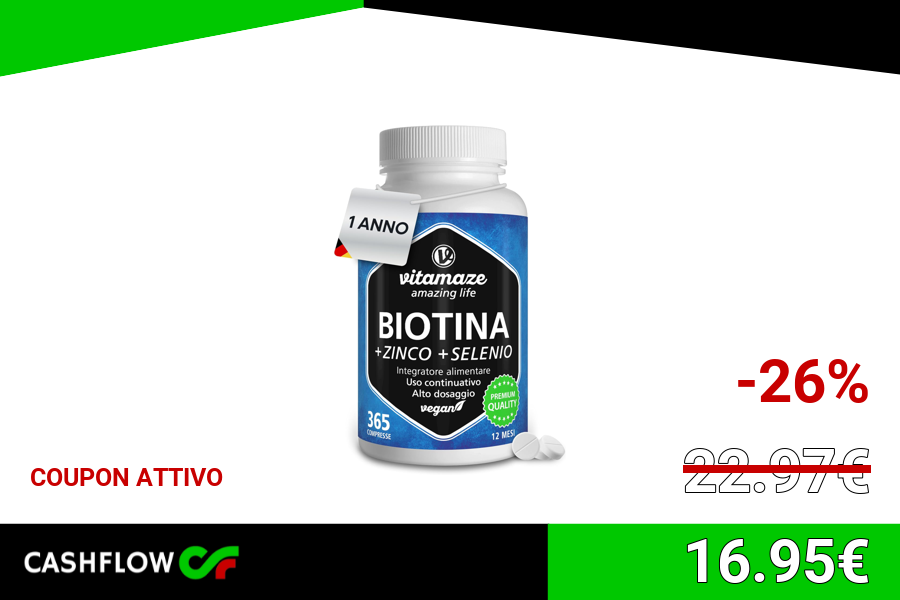 1 ANNO
vitamaze
amazing life
BIOTINA
+ZINCO +SELENIO
Integratore alimentare
Uso continuativo
Alto dosaggio
vegan
PREMIUM
QUALITY
365
COMPRESSE
12 MESI
-26%
COUPON ATTIVO
22.97€
CASHFLOW
16.95€